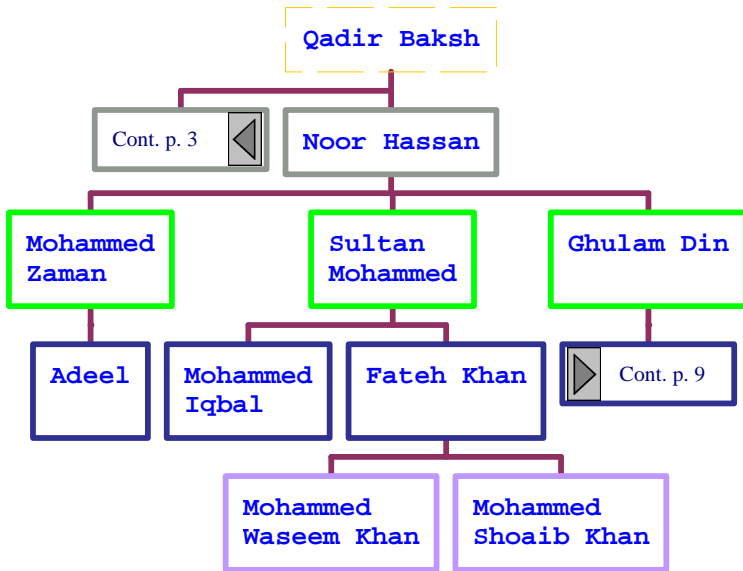 Qadir Baksh
Cont. p. 3
Noor Hassan
Mohammed
Zaman
Sultan
Mohammed
Ghulam Din
Adeel
Mohammed
Iqbal
Fateh Khan
Cont. p. 9
Mohammed
Waseem Khan
Mohammed
Shoaib Khan